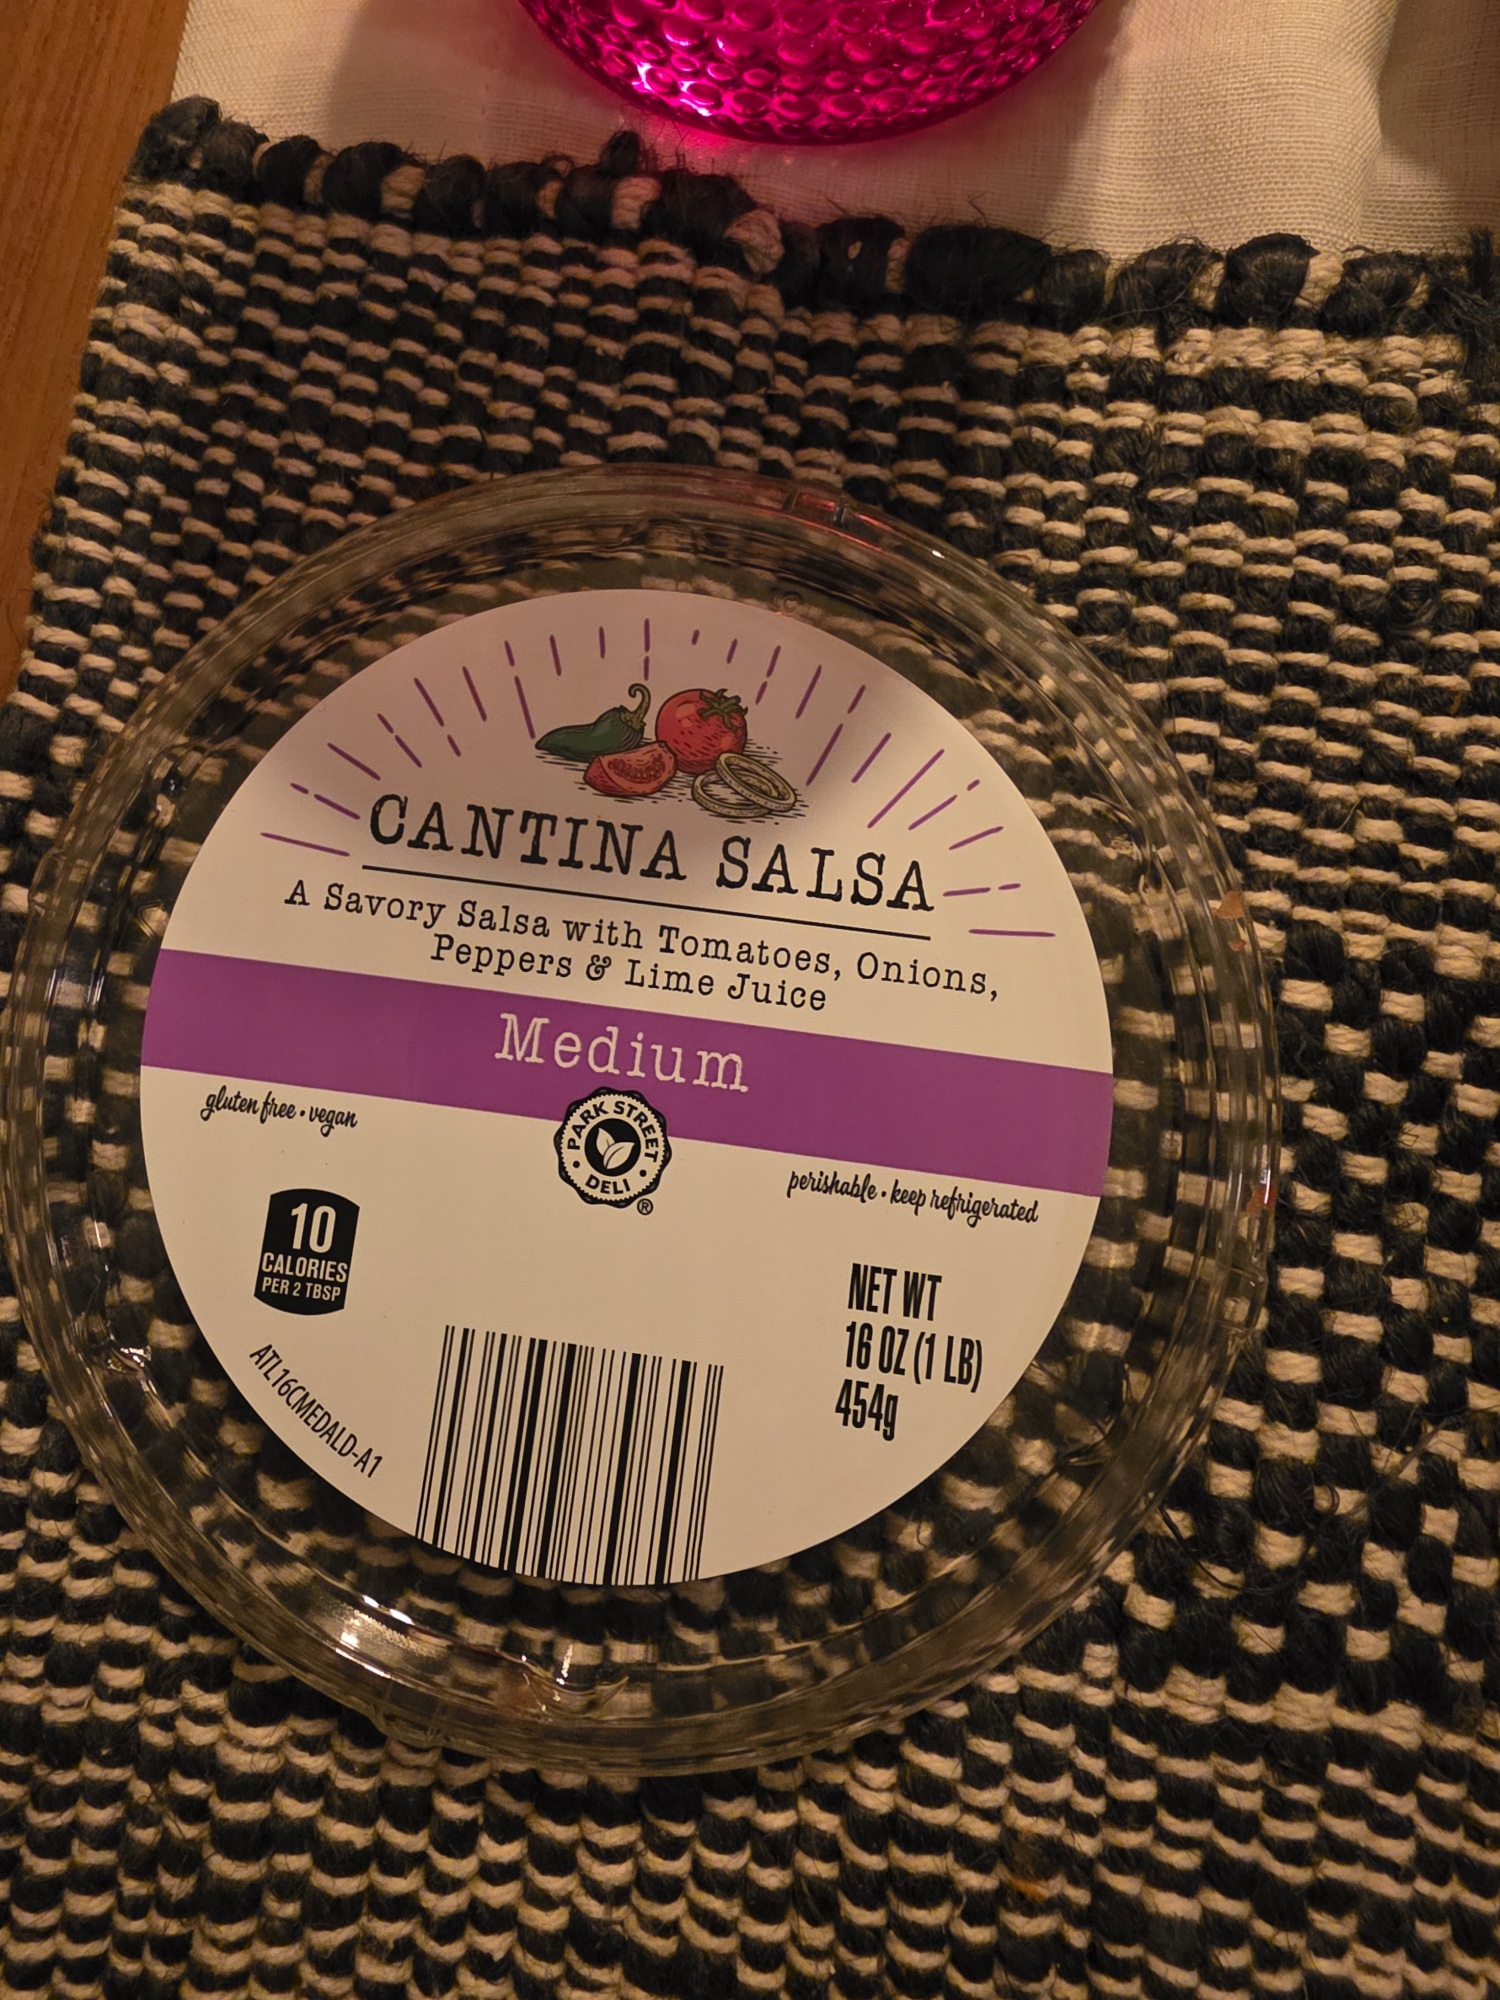 CANTINA SALSA
A Savory Salsa with Tomatoes, Onions,
Peppers & Lime Juice
Medium
PARK STREET
DELI
®
gluten free • vegan
perishable • keep refrigerated
10
CALORIES
PER 2 TBSP
NET WT
16 OZ (1 LB)
454g
ATL16CMEDALD-A1